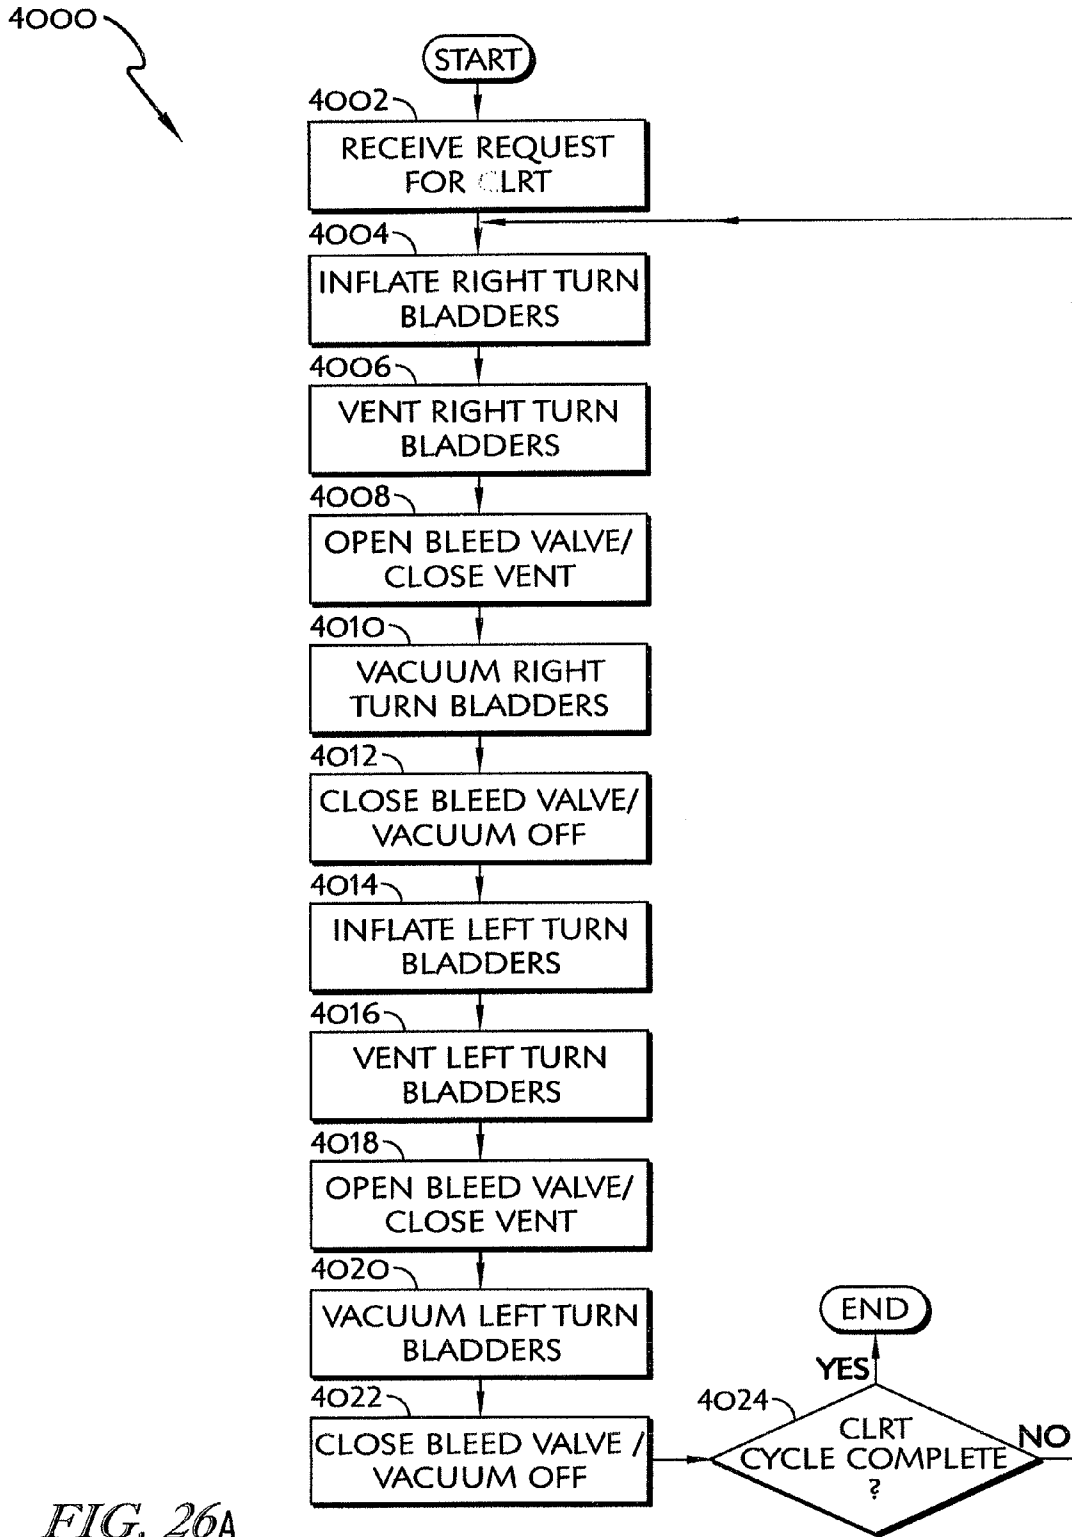 4000
START
4002
RECEIVE REQUEST
FOR CLRT
4004
INFLATE RIGHT TURN
BLADDERS
4006
VENT RIGHT TURN
BLADDERS
4008
OPEN BLEED VALVE/
CLOSE VENT
4010
VACUUM RIGHT
TURN BLADDERS
4012
CLOSE BLEED VALVE/
VACUUM OFF
4014
INFLATE LEFT TURN
BLADDERS
4016
VENT LEFT TURN
BLADDERS
4018
OPEN BLEED VALVE/
CLOSE VENT
4020
VACUUM LEFT TURN
BLADDERS
4022
CLOSE BLEED VALVE /
VACUUM OFF
END
YES
4024
CLRT
CYCLE COMPLETE
?
NO
FIG. 26A